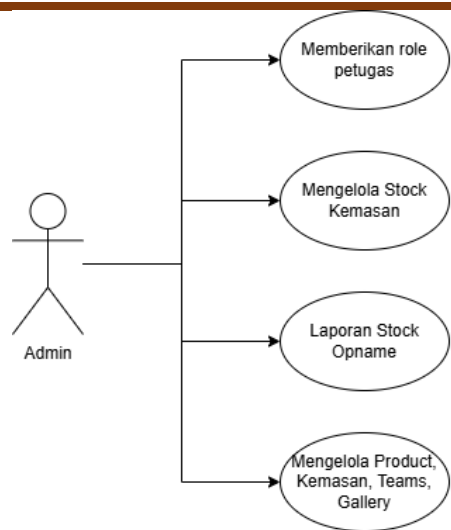 Memberikan role
petugas
Mengelola Stock
Kemasan
Admin
Laporan Stock
Opname
Mengelola Product,
Kemasan, Teams,
Gallery